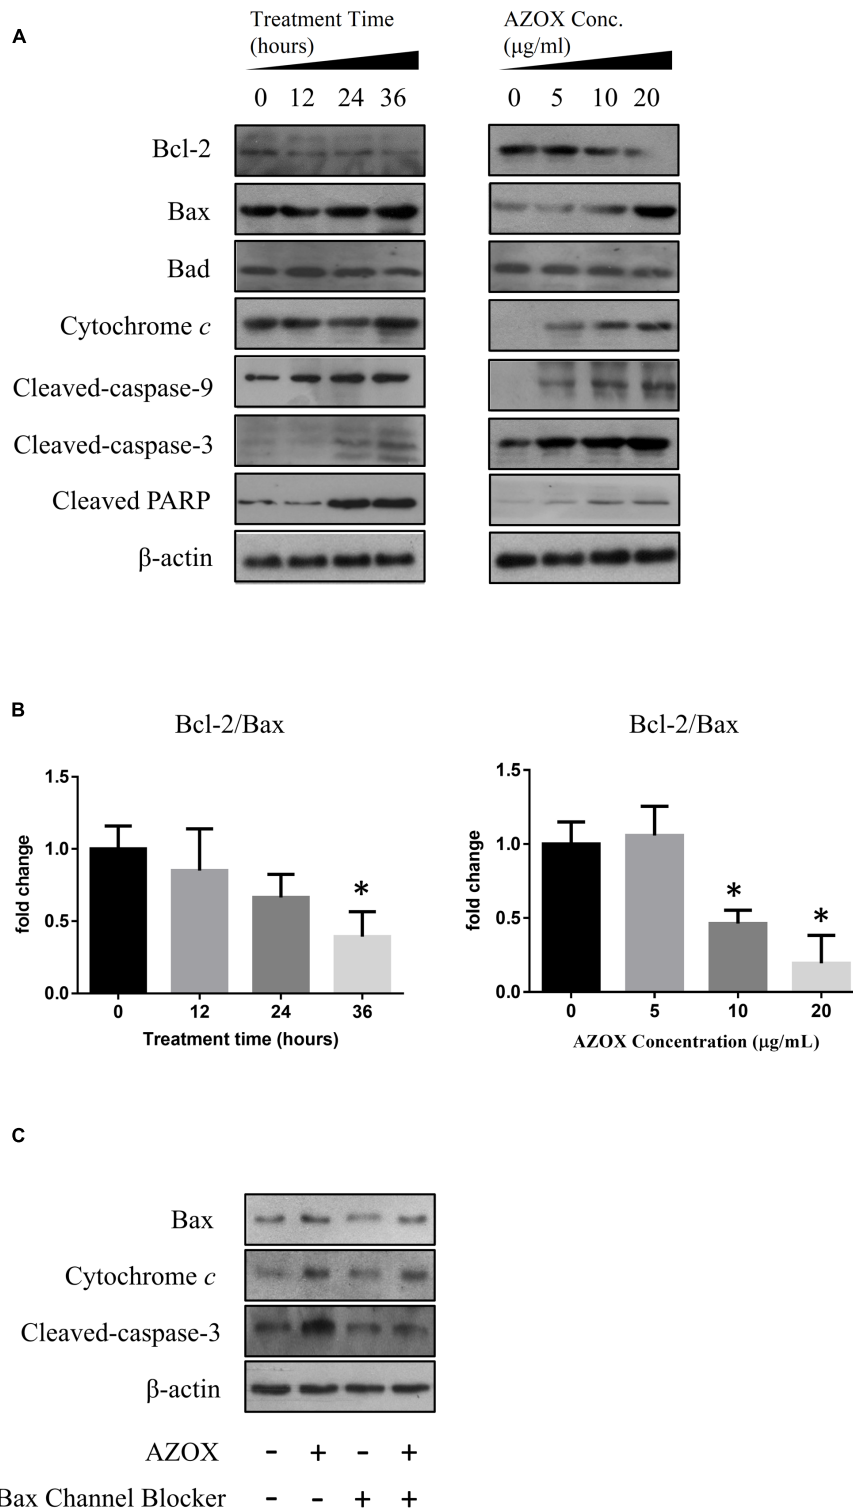 A
Treatment Time
(hours)
0 12 24 36
AZOX Conc.
(μg/ml)
0 5 10 20
Bcl-2
Bax
Bad
Cytochrome c
Cleaved-caspase-9
Cleaved-caspase-3
Cleaved PARP
β-actin
B
Bcl-2/Bax
fold change
1.5
1.0
0.5
0.0
*
0 12 24 36
Treatment time (hours)
Bcl-2/Bax
fold change
1.5
1.0
0.5
0.0
* *
0 5 10 20
AZOX Concentration (μg/mL)
C
Bax
Cytochrome c
Cleaved-caspase-3
β-actin
AZOX - + - +
Bax Channel Blocker - - + +